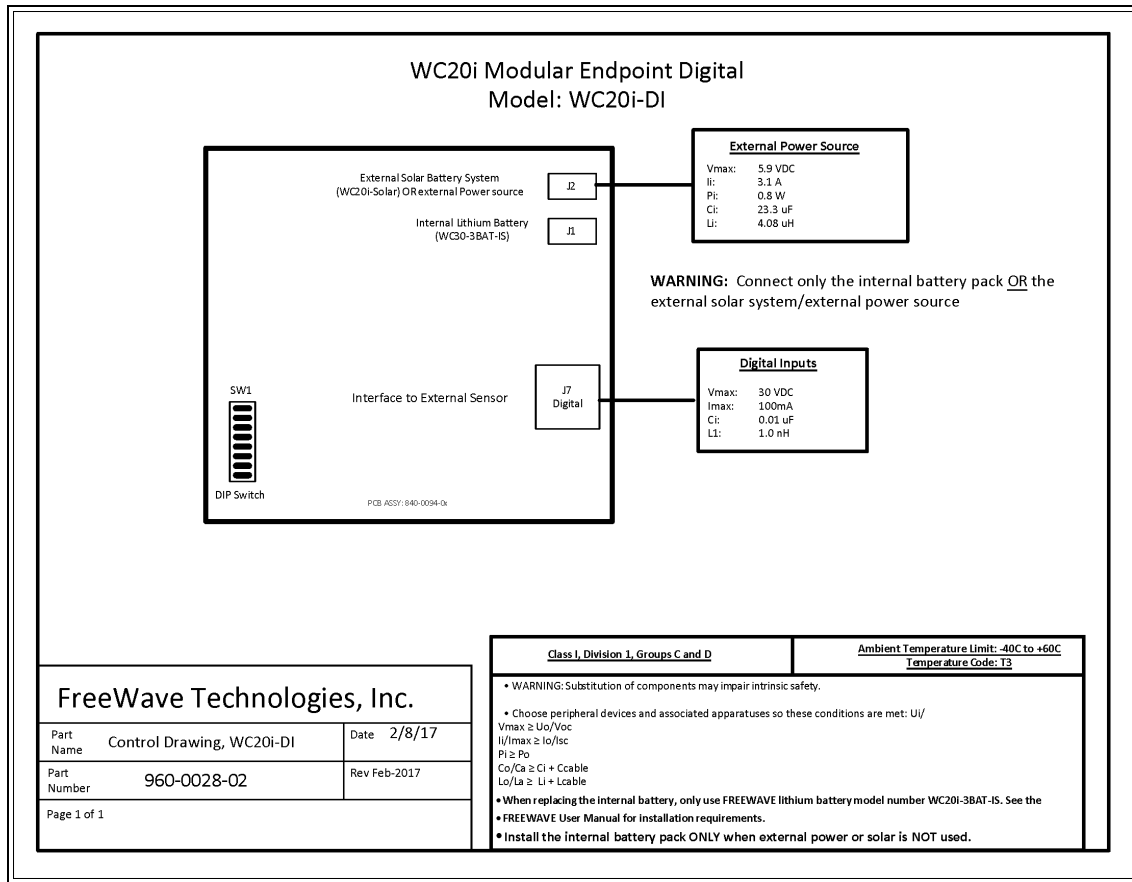 WC20i Modular Endpoint Digital
Model: WC20i-DI
External Solar Battery System
(WC20i-Solar) OR external Power source
J2
Internal Lithium Battery
(WC30-3BAT-IS)
J1
External Power Source
Vmax: 5.9 VDC
Ii: 3.1 A
Pi: 0.8 W
Ci: 23.3 uF
Li: 4.08 uH
WARNING: Connect only the internal battery pack OR the
external solar system/external power source
Interface to External Sensor
J7
Digital
Digital Inputs
Vmax: 30 VDC
Imax: 100mA
Ci: 0.01 uF
L1: 1.0 nH
SW1
DIP Switch
PCB ASSY: 840-0094-0x
FreeWave Technologies, Inc.
Part Name Control Drawing, WC20i-DI
Date 2/8/17
Part Number 960-0028-02
Rev Feb-2017
Page 1 of 1
Class I, Division 1, Groups C and D
Ambient Temperature Limit: -40C to +60C
Temperature Code: T3
• WARNING: Substitution of components may impair intrinsic safety.
• Choose peripheral devices and associated apparatuses so these conditions are met: Ui/
Vmax ≥ Uo/Voc
Ii/Imax ≥ Io/Isc
Pi ≥ Po
Co/Ca ≥ Ci + Ccable
Lo/La ≥ Li + Lcable
• When replacing the internal battery, only use FREEWAVE lithium battery model number WC20i-3BAT-IS. See the
• FREEWAVE User Manual for installation requirements.
• Install the internal battery pack ONLY when external power or solar is NOT used.